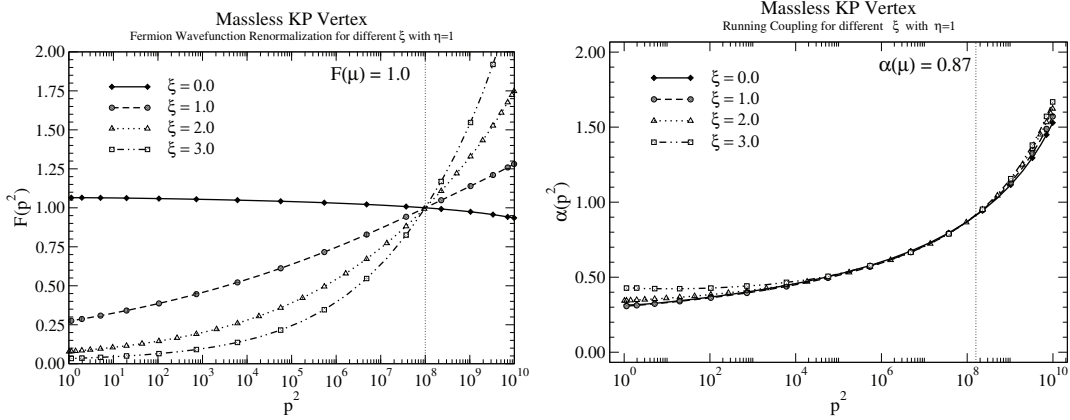 Massless KP Vertex
Fermion Wavefunction Renormalization for different ξ with η=1
2.00
1.75
1.50
1.25
1.00
0.75
0.50
0.25
0.00
F(p²)
F(μ) = 1.0
ξ = 0.0
ξ = 1.0
ξ = 2.0
ξ = 3.0
10⁰ 10¹ 10² 10³ 10⁴ 10⁵ 10⁶ 10⁷ 10⁸ 10⁹ 10¹⁰
p²
Massless KP Vertex
Running Coupling for different ξ with η=1
2.00
1.50
1.00
0.50
0.00
α(p²)
α(μ) = 0.87
ξ = 0.0
ξ = 1.0
ξ = 2.0
ξ = 3.0
10⁰ 10² 10⁴ 10⁶ 10⁸ 10¹⁰
p²